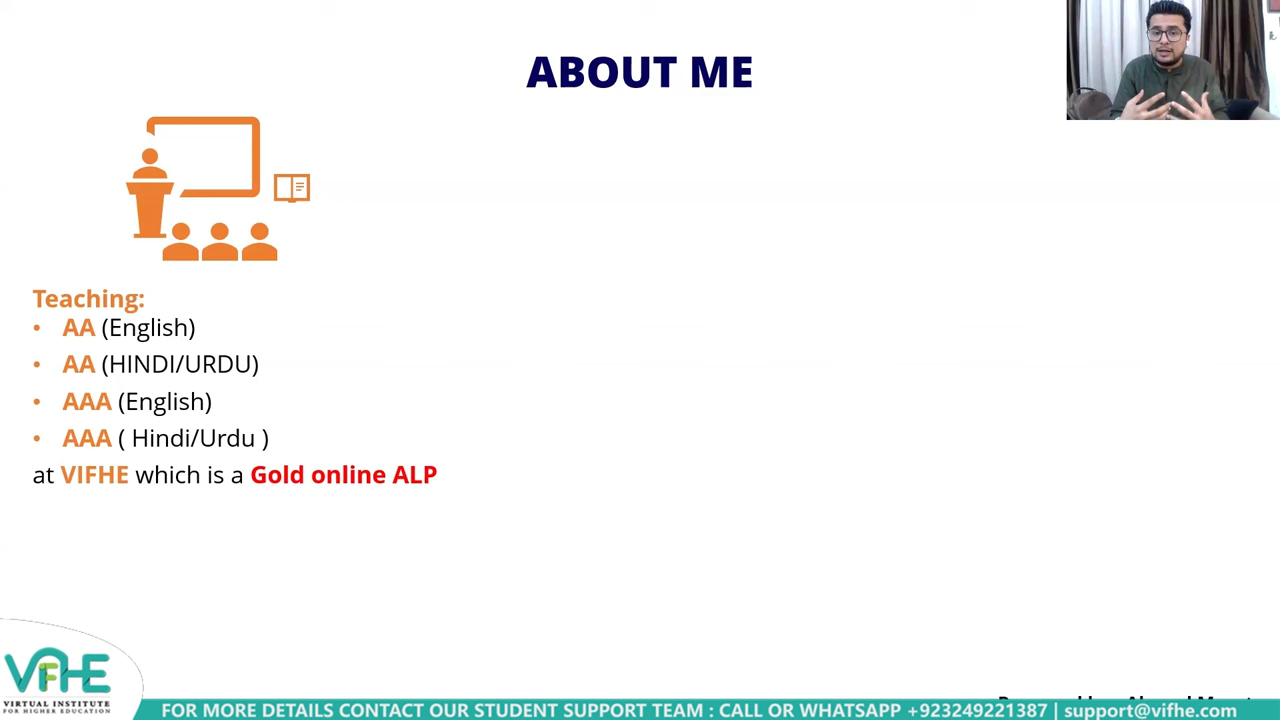 ABOUT ME
Teaching:
• AA (English)
• AA (HINDI/URDU)
• AAA (English)
• AAA ( Hindi/Urdu )
at VIFHE which is a Gold online ALP
VIFHE
VIRTUAL INSTITUTE
FOR HIGHER EDUCATION
FOR MORE DETAILS CONTACT OUR STUDENT SUPPORT TEAM : CALL OR WHATSAPP +923249221387 | support@vifhe.com